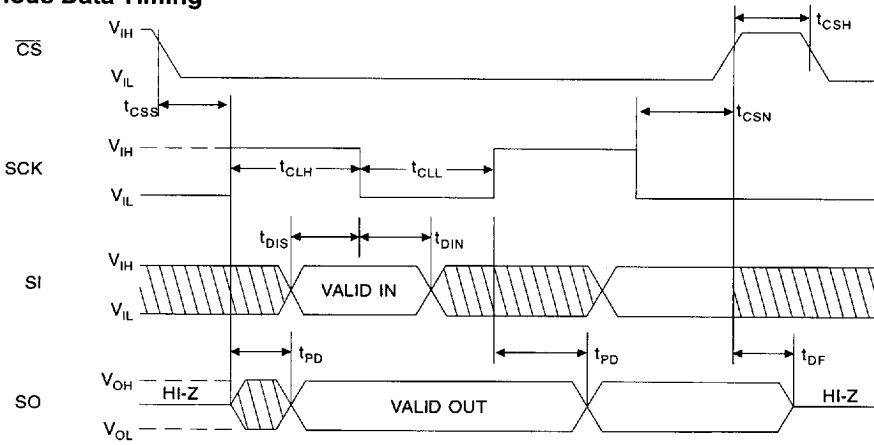 Data Timing
CS
V_IH
V_IL
t_CSH
t_CSS
t_CSN
SCK
V_IH
V_IL
t_CLH
t_CLL
SI
V_IH
V_IL
t_DIS
t_DIN
VALID IN
SO
V_OH
V_OL
HI-Z
t_PD
VALID OUT
t_PD
t_DF
HI-Z